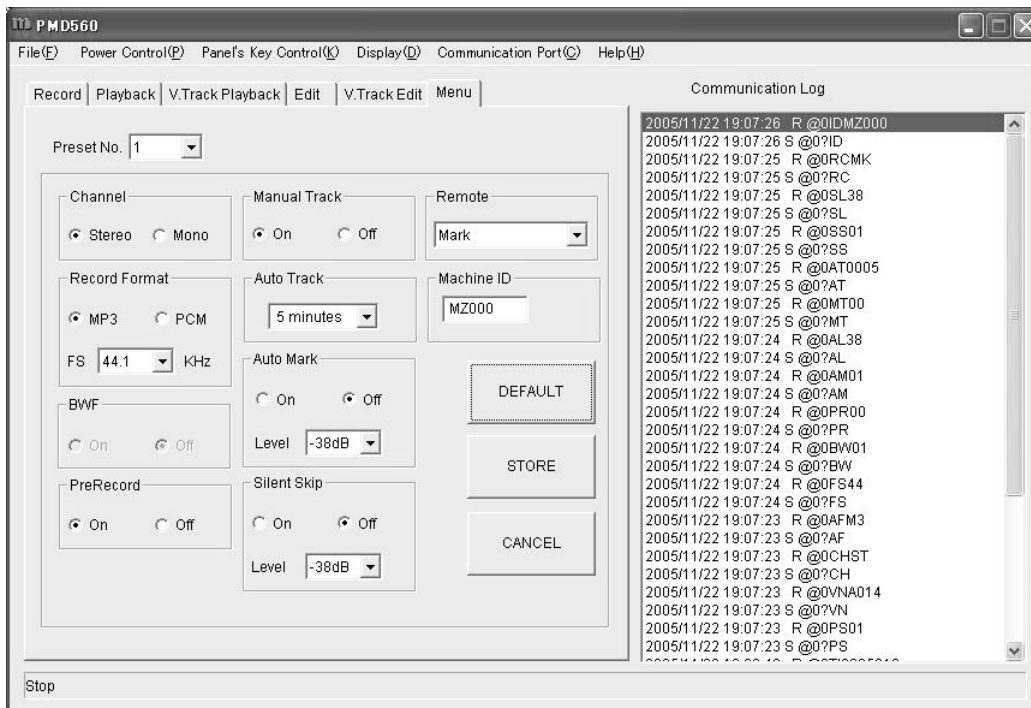 m PMD560
File(F) Power Control(P) Panel's Key Control(K) Display(D) Communication Port(C) Help(H)
Record Playback V.Track Playback Edit V.Track Edit Menu
Preset No. 1
Channel
Stereo Mono
Record Format
MP3 PCM
FS 44.1 KHz
BWF
On Off
PreRecord
On Off
Manual Track
On Off
Auto Track
5 minutes
Auto Mark
On Off
Level -38dB
Silent Skip
On Off
Level -38dB
Remote
Mark
Machine ID
MZ000
DEFAULT
STORE
CANCEL
Communication Log
2005/11/22 19:07:26 R @0IDMZ000
2005/11/22 19:07:26 S @0?ID
2005/11/22 19:07:25 R @0RCMK
2005/11/22 19:07:25 S @0?RC
2005/11/22 19:07:25 R @0SL38
2005/11/22 19:07:25 S @0?SL
2005/11/22 19:07:25 R @0SS01
2005/11/22 19:07:25 S @0?SS
2005/11/22 19:07:25 R @0AT0005
2005/11/22 19:07:25 S @0?AT
2005/11/22 19:07:25 R @0MT00
2005/11/22 19:07:25 S @0?MT
2005/11/22 19:07:24 R @0AL38
2005/11/22 19:07:24 S @0?AL
2005/11/22 19:07:24 R @0AM01
2005/11/22 19:07:24 S @0?AM
2005/11/22 19:07:24 R @0PR00
2005/11/22 19:07:24 S @0?PR
2005/11/22 19:07:24 R @0BW01
2005/11/22 19:07:24 S @0?BW
2005/11/22 19:07:24 R @0FS44
2005/11/22 19:07:24 S @0?FS
2005/11/22 19:07:23 R @0AFM3
2005/11/22 19:07:23 S @0?AF
2005/11/22 19:07:23 R @0CHST
2005/11/22 19:07:23 S @0?CH
2005/11/22 19:07:23 R @0VNA014
2005/11/22 19:07:23 S @0?VN
2005/11/22 19:07:23 R @0PS01
2005/11/22 19:07:23 S @0?PS
Stop